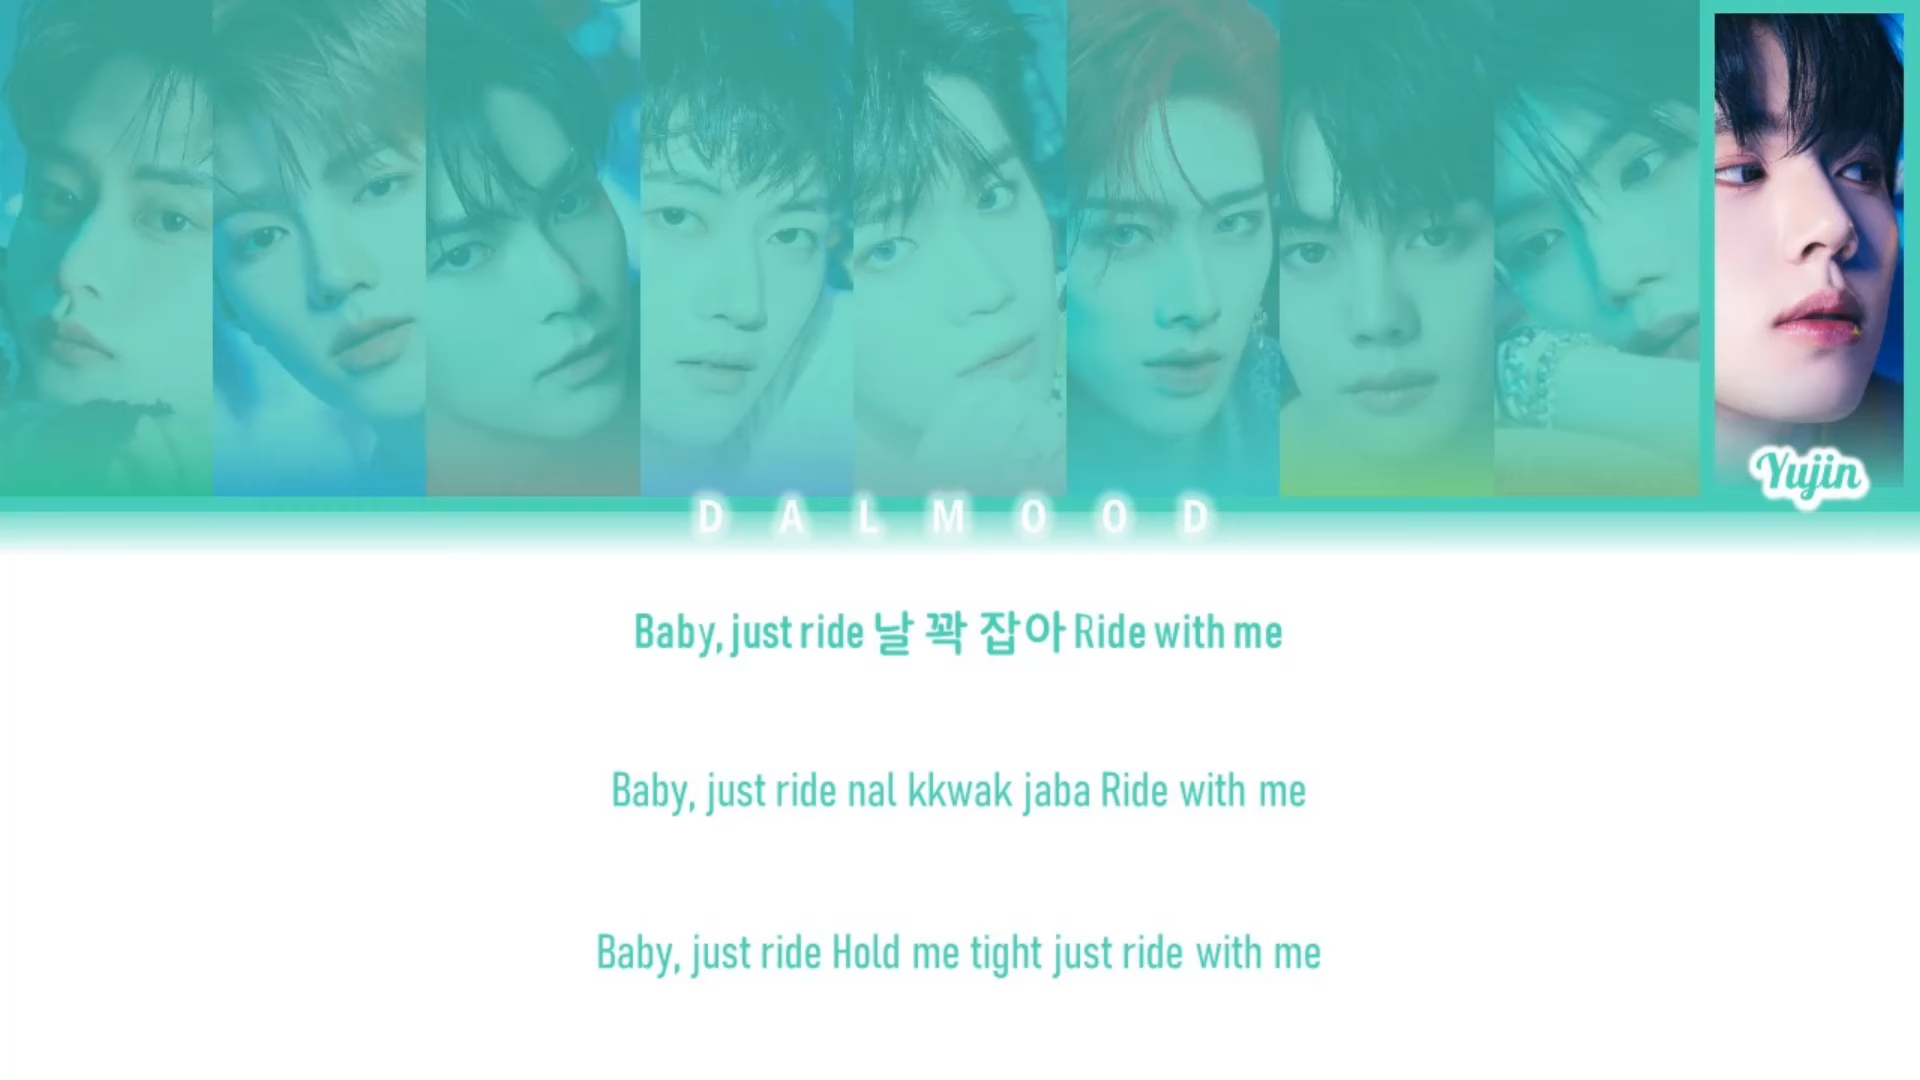 Yujin
DALMOOD
Baby, just ride 날 꽉 잡아 Ride with me
Baby, just ride nal kkwak jaba Ride with me
Baby, just ride Hold me tight just ride with me